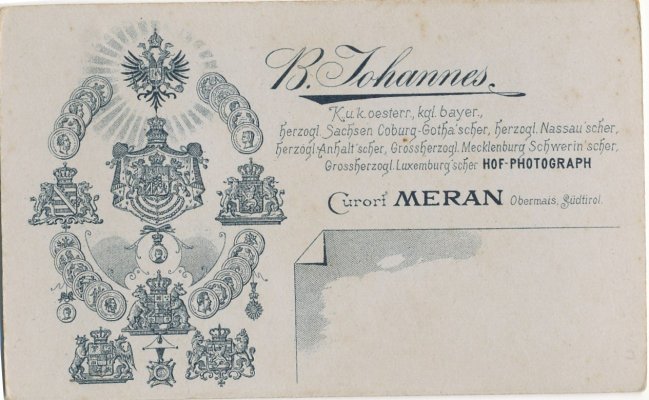 B. Johannes.
K.u.k.oesterr., kgl.bayer.,
herzogl. Sachsen Coburg-Gotha'scher, herzogl. Nassau'scher,
herzogl. Anhalt'scher, Grossherzogl. Mecklenburg Schwerin'scher,
Grossherzogl. Luxemburg'scher HOF-PHOTOGRAPH
Curort MERAN Obermais, Südtirol.